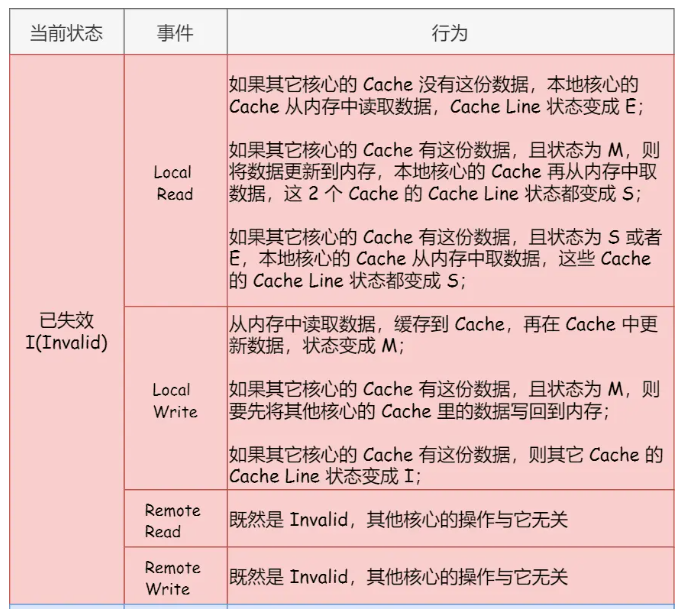 当前状态 事件 行为
如果其它核心的 Cache 没有这份数据，本地核心的
Cache 从内存中读取数据，Cache Line 状态变成 E；
如果其它核心的 Cache 有这份数据，且状态为 M，则
将数据更新到内存，本地核心的 Cache 再从内存中取
数据，这 2 个 Cache 的 Cache Line 状态都变成 S；
如果其它核心的 Cache 有这份数据，且状态为 S 或者
E，本地核心的 Cache 从内存中取数据，这些 Cache
的 Cache Line 状态都变成 S；
Local
Read
已失效
I(Invalid)
从内存中读取数据，缓存到 Cache，再在 Cache 中更
新数据，状态变成 M；
如果其它核心的 Cache 有这份数据，且状态为 M，则
要先将其他核心的 Cache 里的数据写回到内存；
如果其它核心的 Cache 有这份数据，则其它 Cache 的
Cache Line 状态变成 I；
Local
Write
Remote
Read
既然是 Invalid，其他核心的操作与它无关
Remote
Write
既然是 Invalid，其他核心的操作与它无关